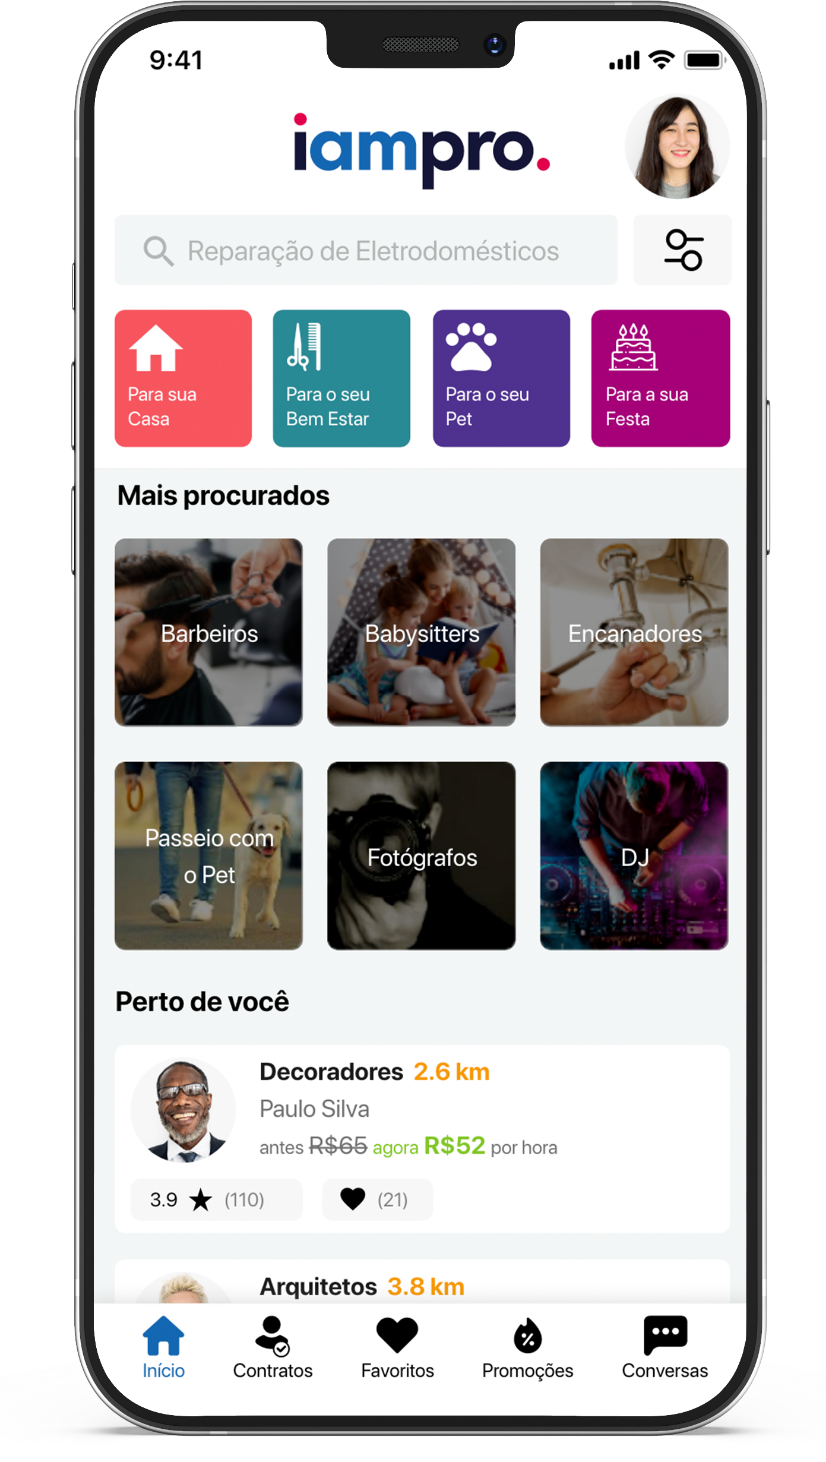 9:41
iampro.
Reparação de Eletrodomésticos
Para sua
Casa
Para o seu
Bem Estar
Para o seu
Pet
Para a sua
Festa
Mais procurados
Barbeiros
Babysitters
Encanadores
Passeio com
o Pet
Fotógrafos
DJ
Perto de você
Decoradores 2.6 km
Paulo Silva
antes R$65 agora R$52 por hora
3.9 ★ (110) (21)
Arquitetos 3.8 km
Início
Contratos
Favoritos
Promoções
Conversas